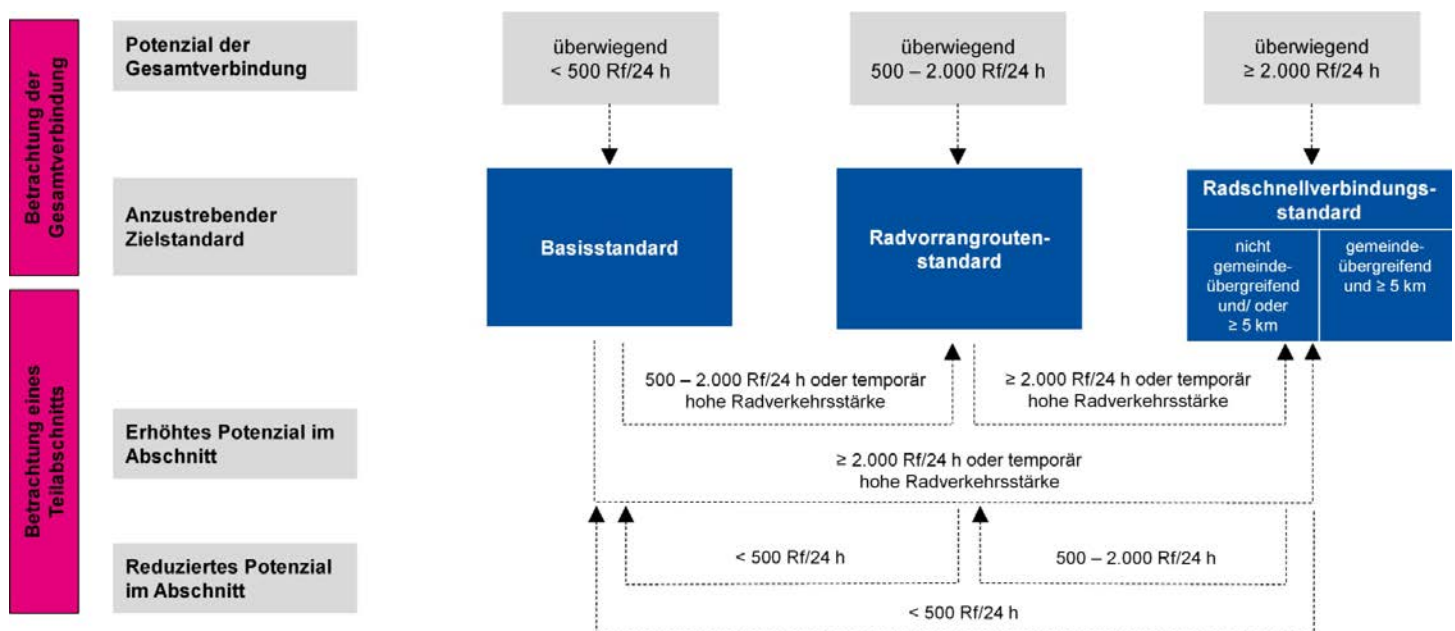 Betrachtung der
Gesamtverbindung
Potenzial der
Gesamtverbindung
überwiegend
< 500 Rf/24 h
überwiegend
500 – 2.000 Rf/24 h
überwiegend
≥ 2.000 Rf/24 h
Anzustrebender
Zielstandard
Basisstandard
Radvorrangrouten-
standard
Radschnellverbindungs-
standard
nicht
gemeinde-
übergreifend
und/ oder
≥ 5 km
gemeinde-
übergreifend
und ≥ 5 km
Betrachtung eines
Teilabschnitts
Erhöhtes Potenzial im
Abschnitt
500 – 2.000 Rf/24 h oder temporär
hohe Radverkehrsstärke
≥ 2.000 Rf/24 h oder temporär
hohe Radverkehrsstärke
≥ 2.000 Rf/24 h oder temporär
hohe Radverkehrsstärke
Reduziertes Potenzial
im Abschnitt
< 500 Rf/24 h
500 – 2.000 Rf/24 h
< 500 Rf/24 h